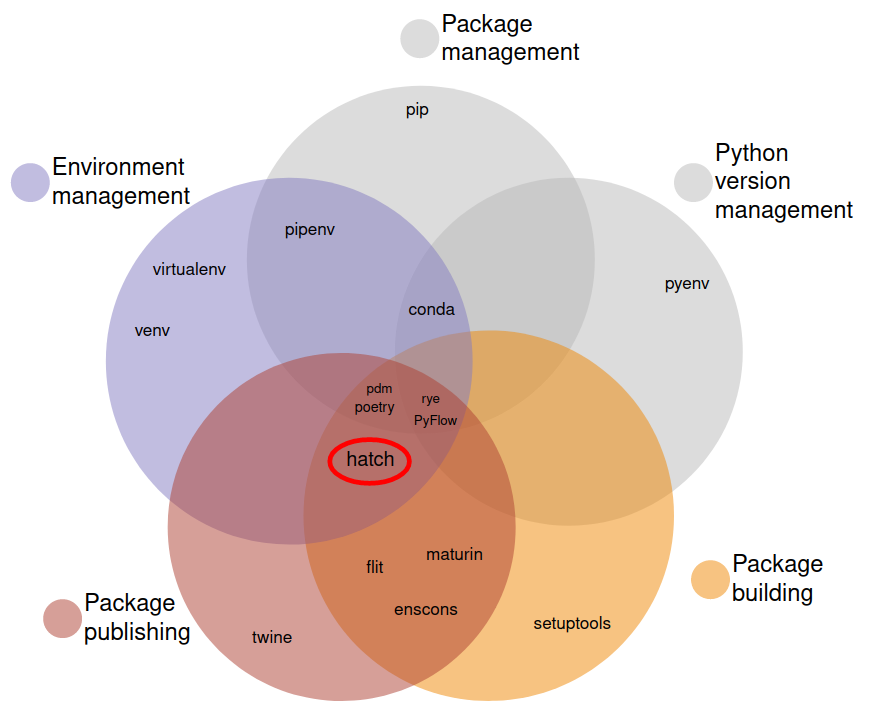 Package
management
pip
Python
version
management
Environment
management
pipenv
virtualenv
pyenv
conda
venv
pdm
poetry
rye
PyFlow
hatch
maturin
flit
Package
building
enscons
Package
publishing
setuptools
twine